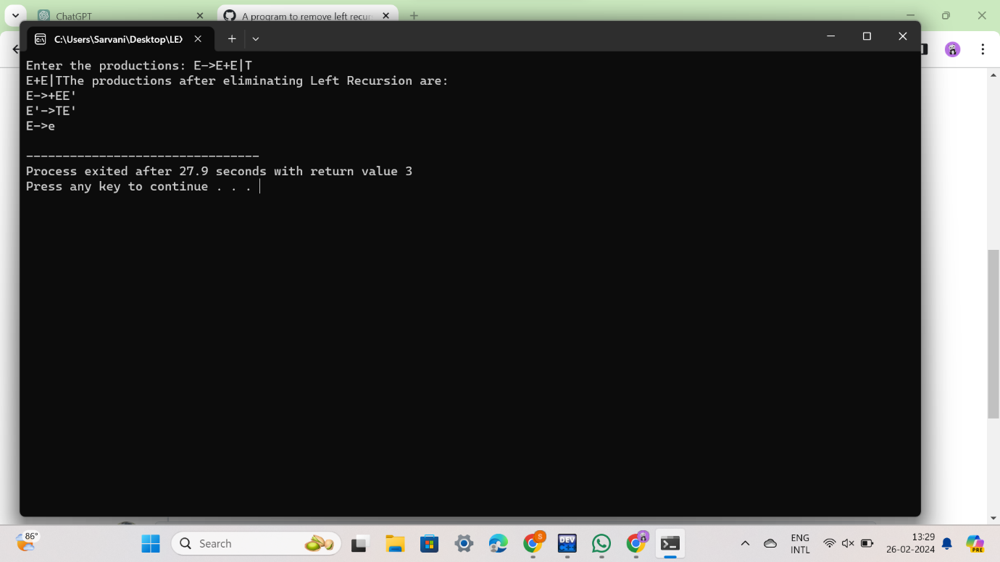 ChatGPT
A program to remove left recur
C:\Users\Sarvani\Desktop\LE
Enter the productions: E->E+E|T
E+E|TThe productions after eliminating Left Recursion are:
E->+EE'
E'->TE'
E->e
--------------------------------
Process exited after 27.9 seconds with return value 3
Press any key to continue . . .
86°
Search
DEV
S
ENG
INTL
13:29
26-02-2024
PRE